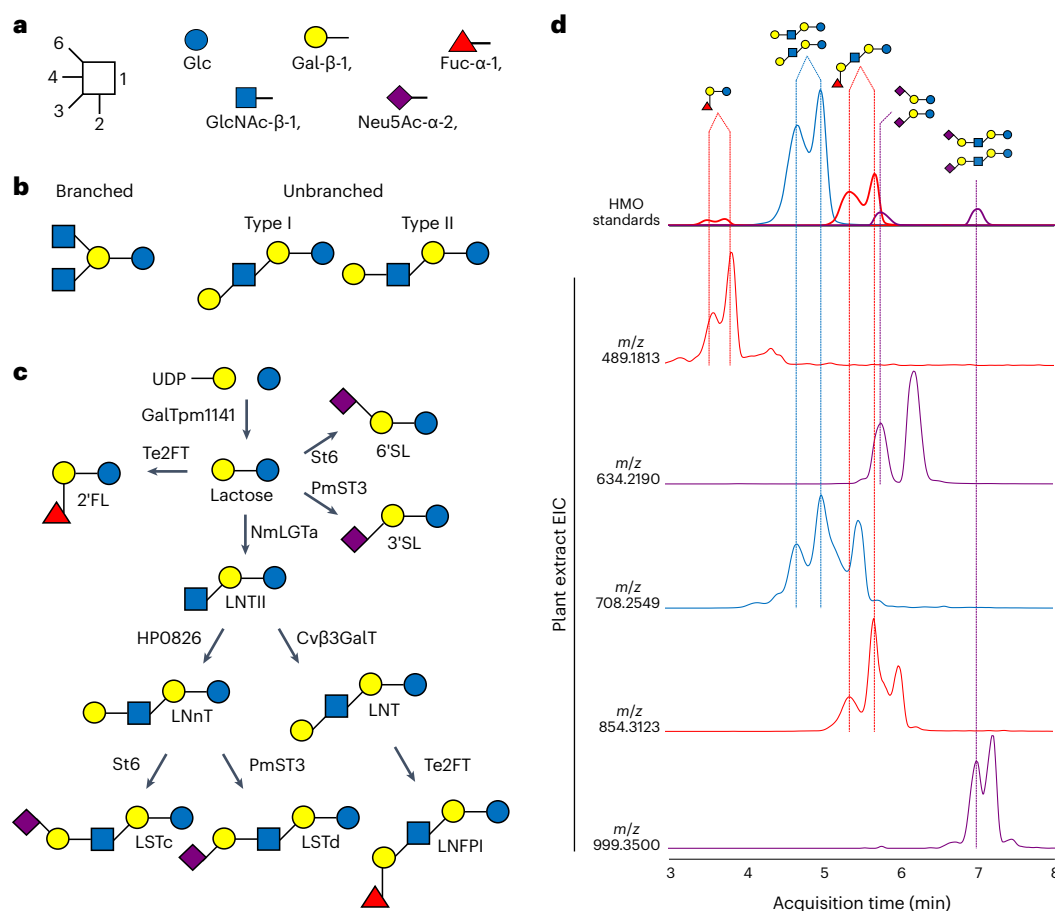 a
6
4
3
2
1
Glc
Gal-β-1,
Fuc-α-1,
GlcNAc-β-1,
Neu5Ac-α-2,
b
Branched
Unbranched
Type I
Type II
c
UDP
GalTpm1141
Te2FT
2'FL
Lactose
St6
6'SL
PmST3
3'SL
NmLGTa
LNTII
HP0826
Cvβ3GalT
LNnT
LNT
St6
PmST3
Te2FT
LSTc
LSTd
LNFPI
d
HMO
standards
Plant extract EIC
m/z
489.1813
m/z
634.2190
m/z
708.2549
m/z
854.3123
m/z
999.3500
3 4 5 6 7 8
Acquisition time (min)